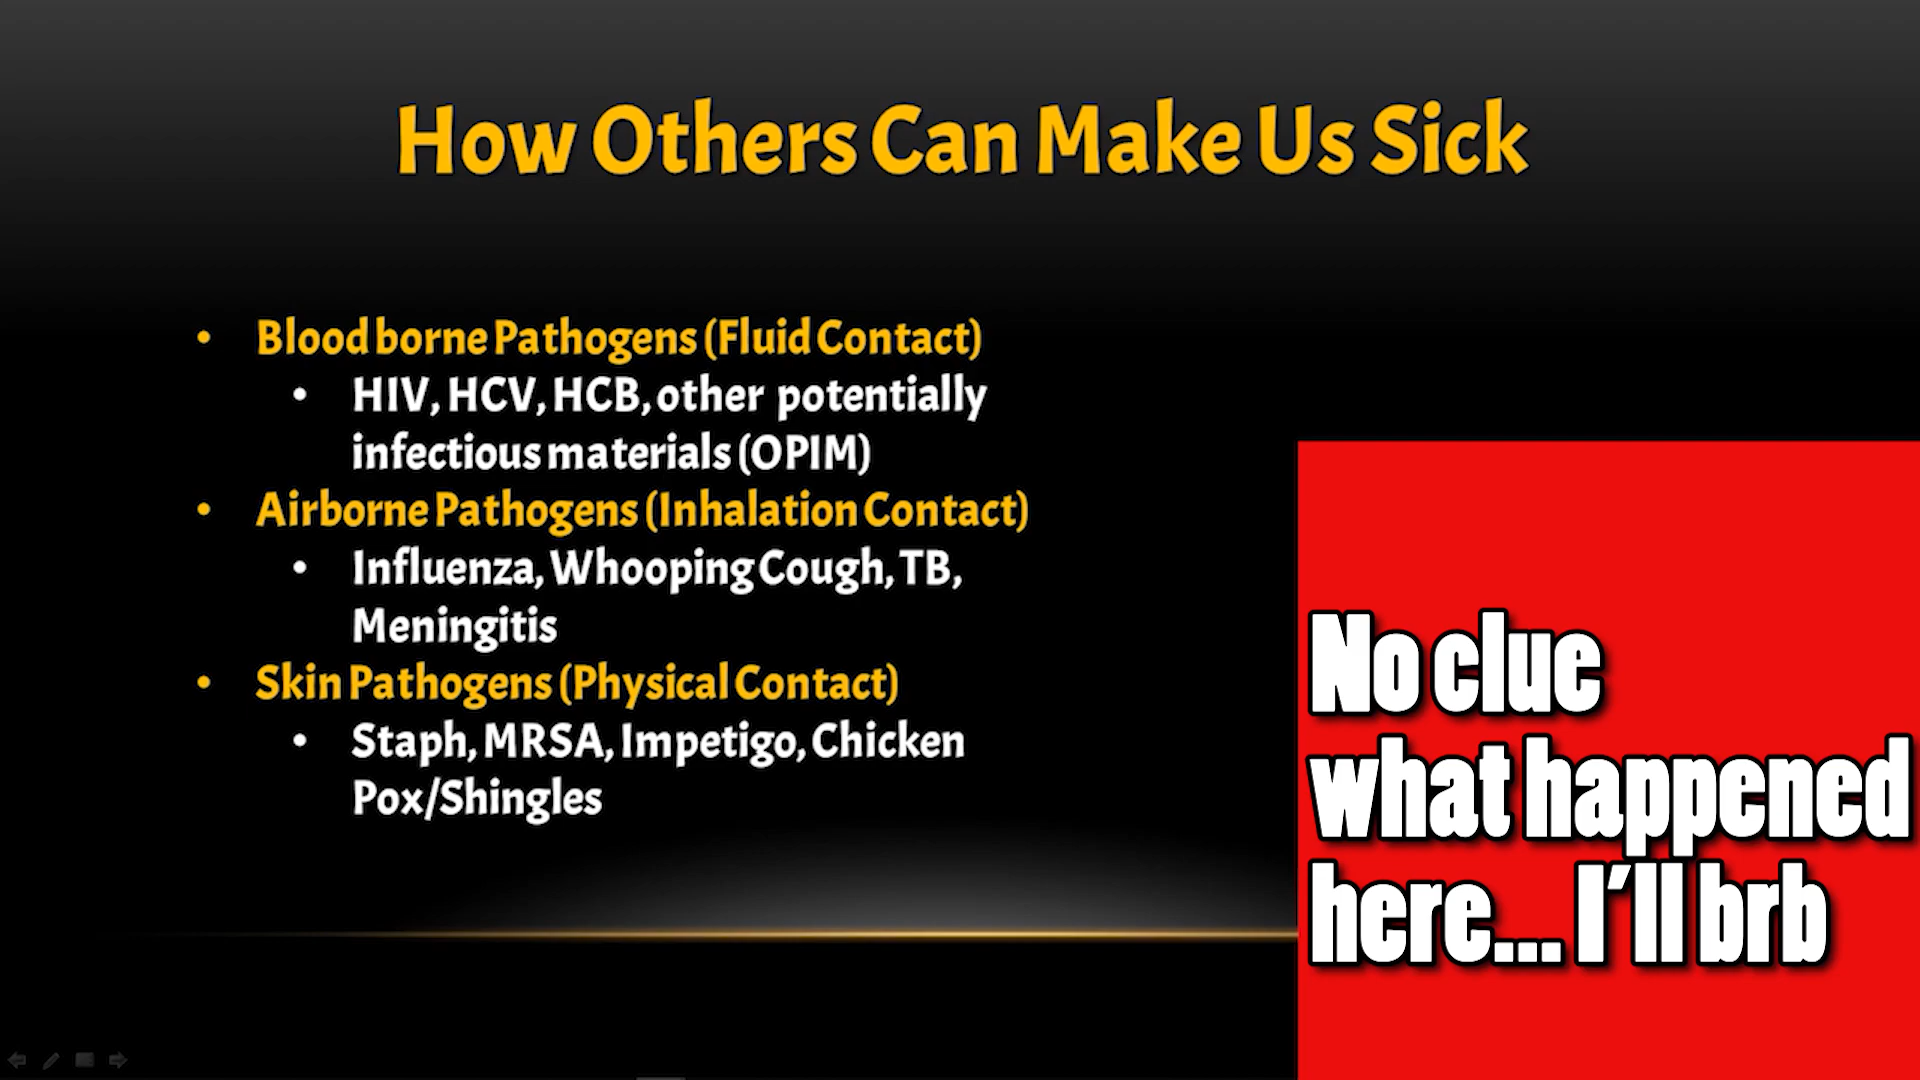 How Others Can Make Us Sick
• Blood borne Pathogens (Fluid Contact)
• HIV, HCV, HCB, other potentially
infectious materials (OPIM)
• Airborne Pathogens (Inhalation Contact)
• Influenza, Whooping Cough, TB,
Meningitis
• Skin Pathogens (Physical Contact)
• Staph, MRSA, Impetigo, Chicken
Pox/Shingles
No clue
what happened
here... I'll brb